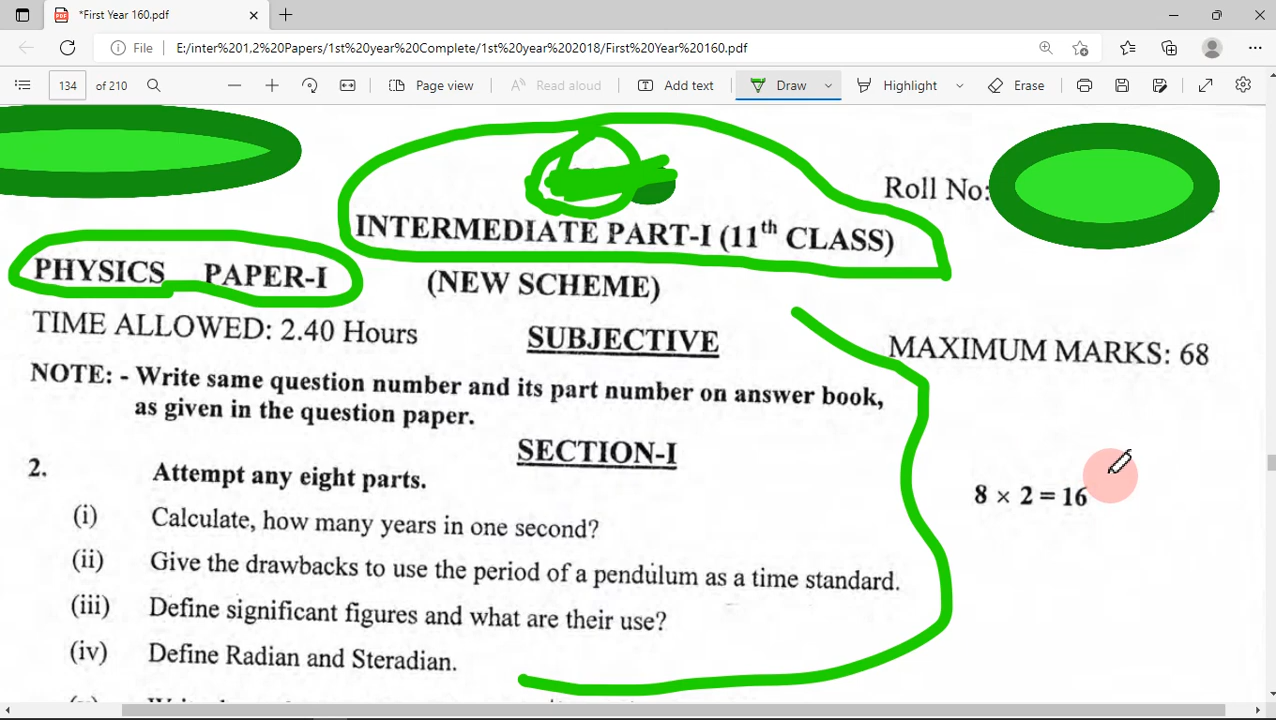 *First Year 160.pdf
File E:/inter%201,2%20Papers/1st%20year%20Complete/1st%20year%202018/First%20Year%20160.pdf
134 of 210 Page view Read aloud Add text Draw Highlight Erase
Roll No:
INTERMEDIATE PART-I (11th CLASS)
PHYSICS PAPER-I (NEW SCHEME)
TIME ALLOWED: 2.40 Hours SUBJECTIVE MAXIMUM MARKS: 68
NOTE: - Write same question number and its part number on answer book,
as given in the question paper.
SECTION-I
2. Attempt any eight parts. 8 × 2 = 16
(i) Calculate, how many years in one second?
(ii) Give the drawbacks to use the period of a pendulum as a time standard.
(iii) Define significant figures and what are their use?
(iv) Define Radian and Steradian.